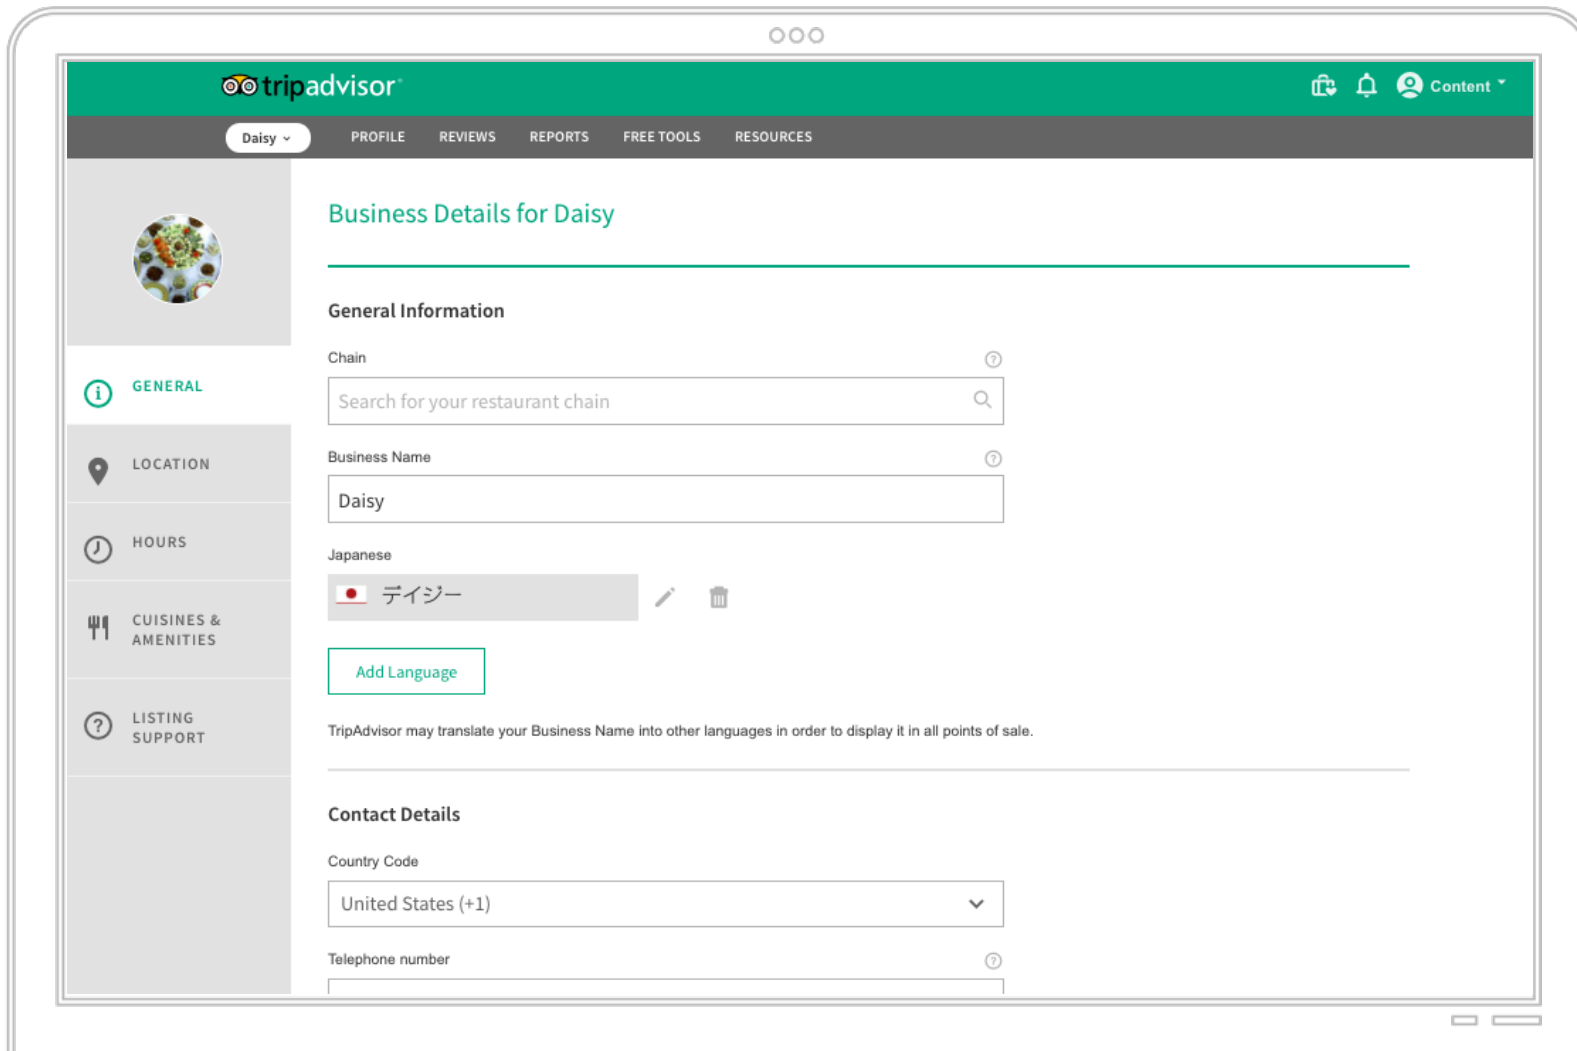 tripadvisor
Content
Daisy
PROFILE
REVIEWS
REPORTS
FREE TOOLS
RESOURCES
Business Details for Daisy
GENERAL
LOCATION
HOURS
CUISINES &
AMENITIES
LISTING
SUPPORT
General Information
Chain
Search for your restaurant chain
Business Name
Daisy
Japanese
デイジー
Add Language
TripAdvisor may translate your Business Name into other languages in order to display it in all points of sale.
Contact Details
Country Code
United States (+1)
Telephone number